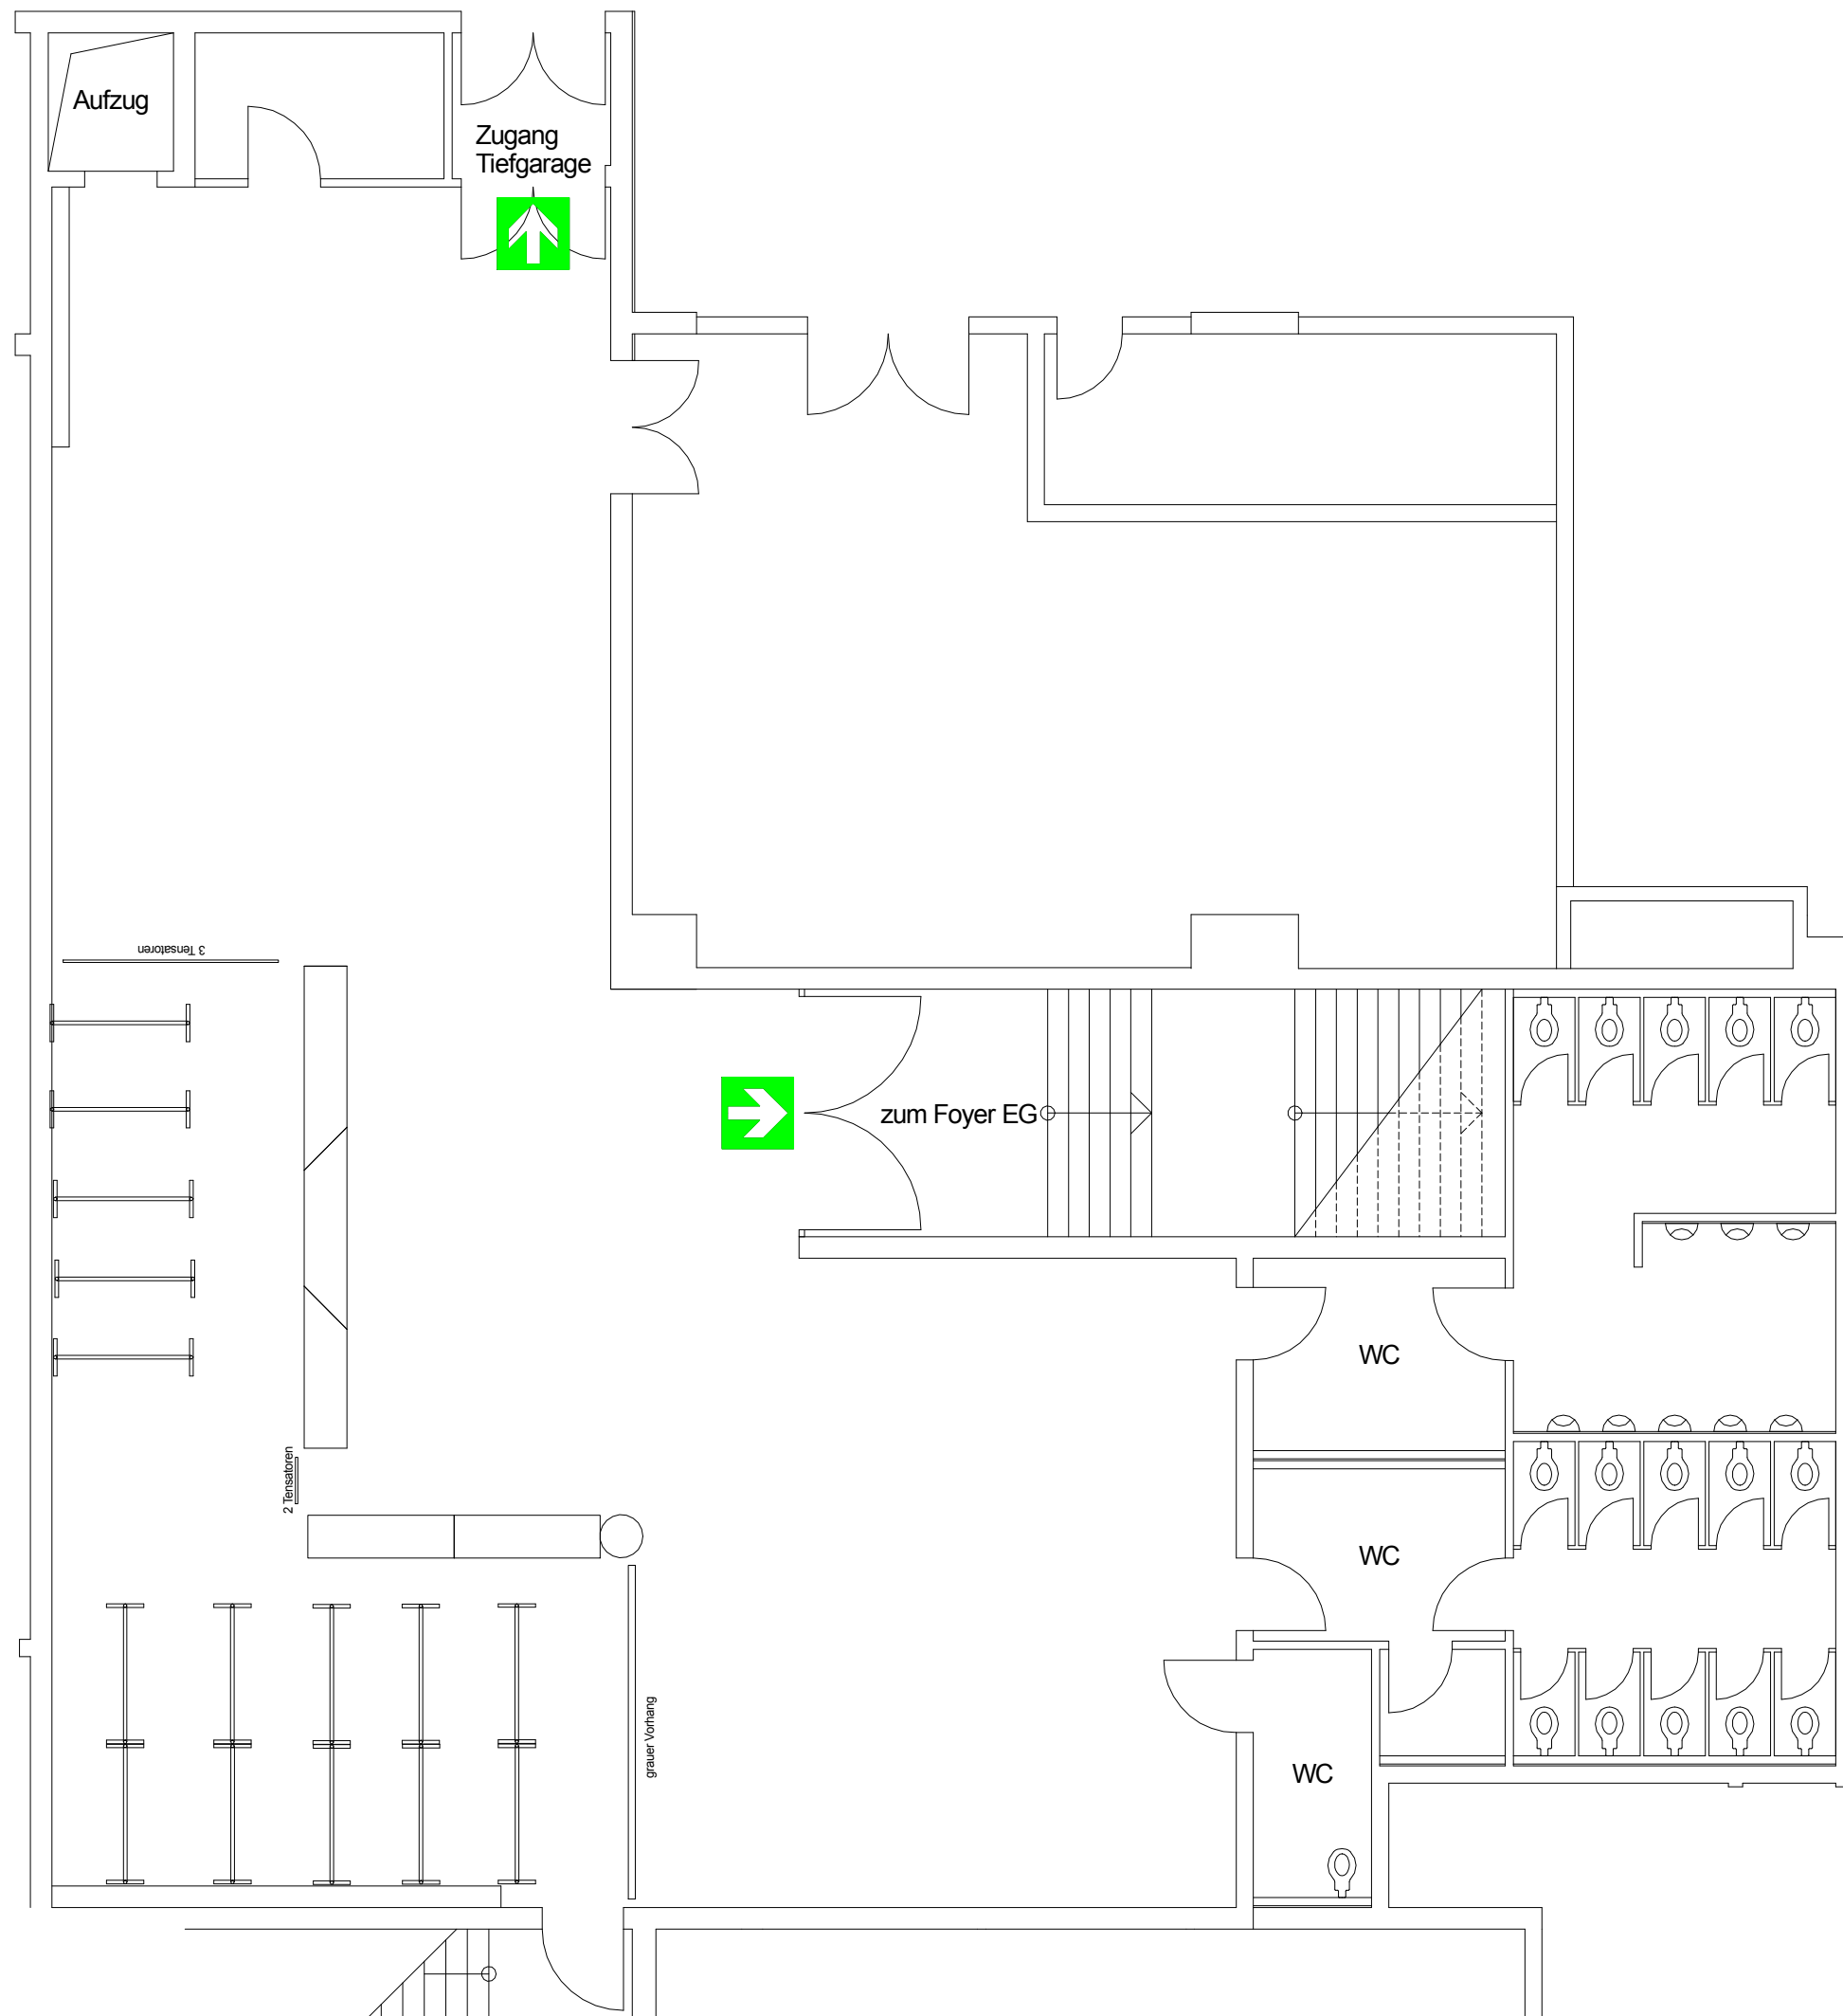 Aufzug
Zugang
Tiefgarage
3 Tensatoren
zum Foyer EG
WC
2 Tensatoren
WC
grauer Vorhang
WC